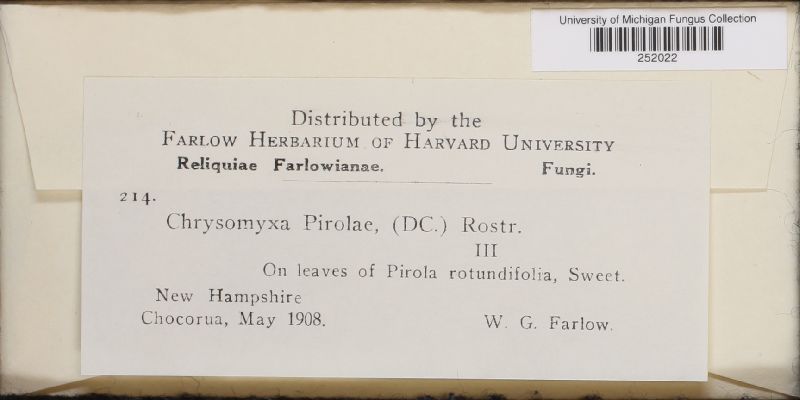 University of Michigan Fungus Collection
252022
Distributed by the
FARLOW HERBARIUM OF HARVARD UNIVERSITY
Reliquiae Farlowianae. Fungi.
214.
Chrysomyxa Pirolae, (DC.) Rostr.
III
On leaves of Pirola rotundifolia, Sweet.
New Hampshire
Chocorua, May 1908. W. G. Farlow.